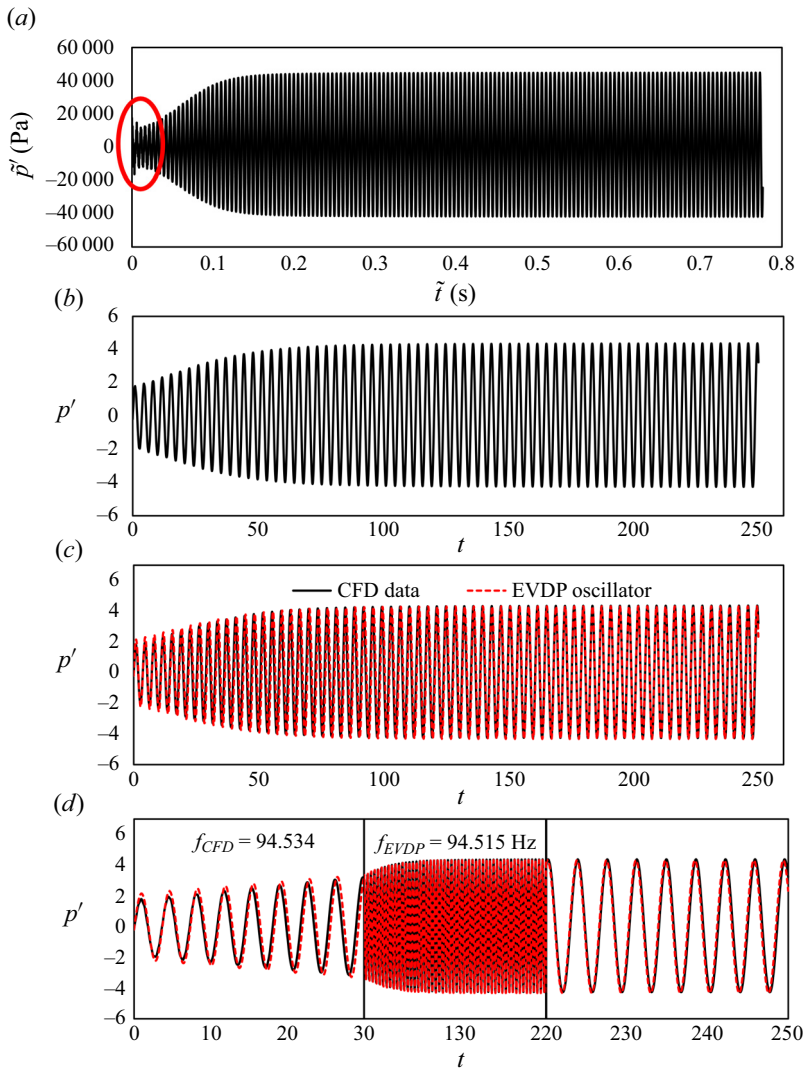 (a)
60 000
40 000
20 000
0
–20 000
–40 000
–60 000
p̃′ (Pa)
0 0.1 0.2 0.3 0.4 0.5 0.6 0.7 0.8
t̃ (s)
(b)
6
4
2
0
–2
–4
–6
p′
0 50 100 150 200 250
t
(c)
6
4
2
0
–2
–4
–6
p′
CFD data EVDP oscillator
0 50 100 150 200 250
t
(d)
6
4
2
0
–2
–4
–6
p′
f_CFD = 94.534 f_EVDP = 94.515 Hz
0 10 20 30 130 220 230 240 250
t